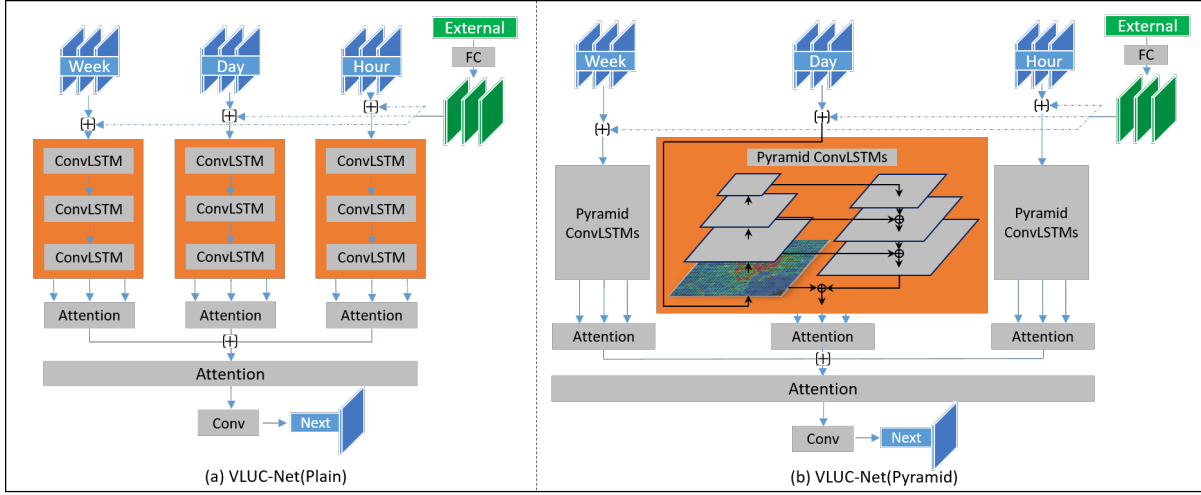 External
Week
Day
Hour
FC
ConvLSTM
ConvLSTM
ConvLSTM
ConvLSTM
ConvLSTM
ConvLSTM
ConvLSTM
ConvLSTM
ConvLSTM
Attention
Attention
Attention
Attention
Conv
Next
(a) VLUC-Net(Plain)
External
Week
Day
Hour
FC
Pyramid ConvLSTMs
Pyramid
ConvLSTMs
Pyramid
ConvLSTMs
Attention
Attention
Attention
Attention
Conv
Next
(b) VLUC-Net(Pyramid)